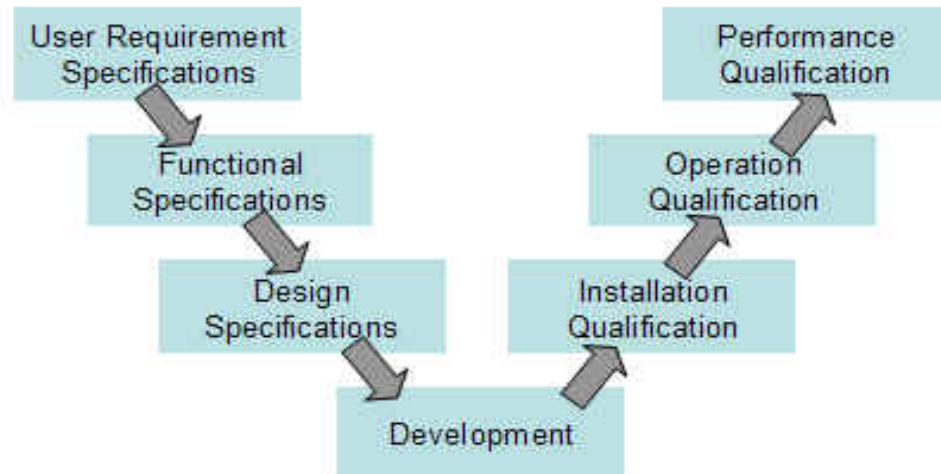 User Requirement
Specifications
Performance
Qualification
Functional
Specifications
Operation
Qualification
Design
Specifications
Installation
Qualification
Development